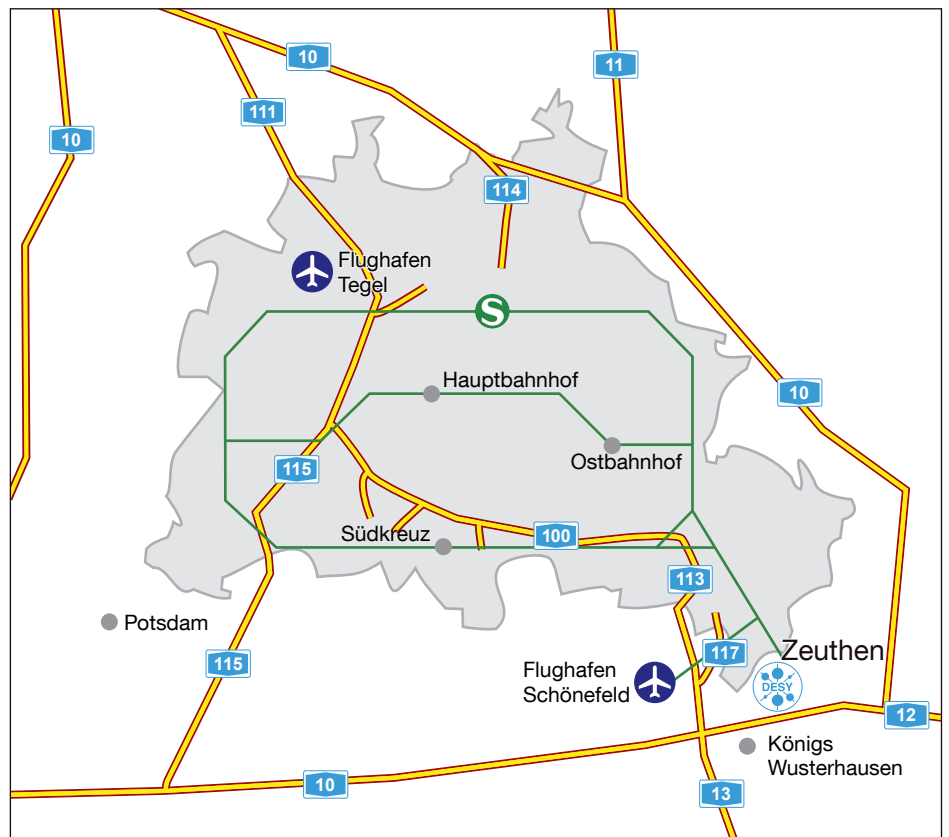 10
11
111
10
114
Flughafen
Tegel
S
Hauptbahnhof
10
Ostbahnhof
115
Südkreuz
100
113
Potsdam
117
Zeuthen
115
Flughafen
Schönefeld
DESY
12
Königs
Wusterhausen
10
13